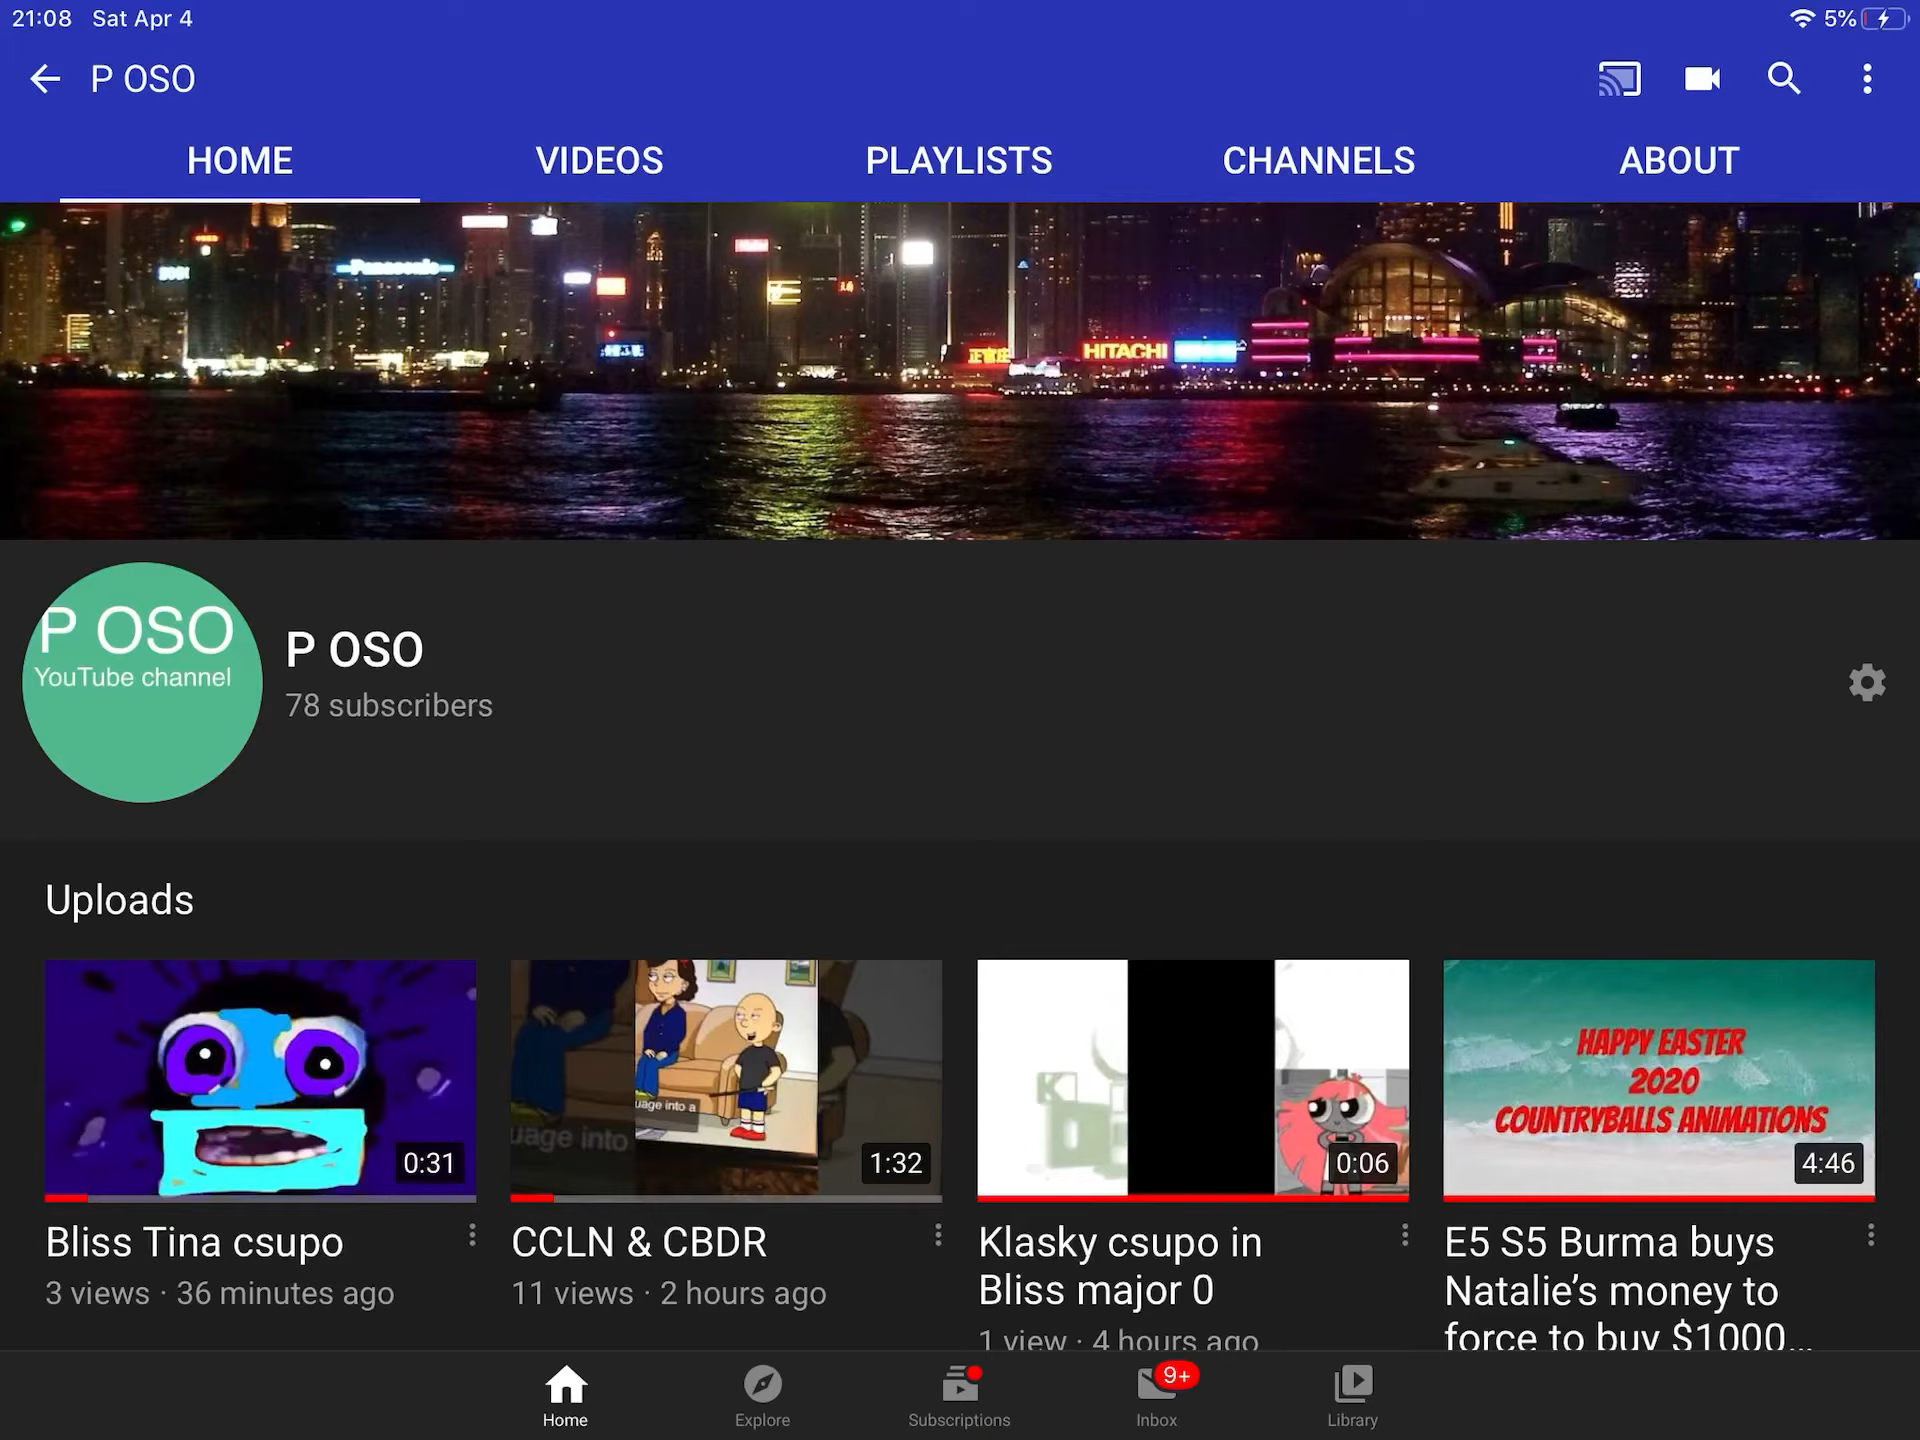 21:08 Sat Apr 4
5%
P OSO
HOME VIDEOS PLAYLISTS CHANNELS ABOUT
Panasonic
正官庄
HITACHI
P OSO
YouTube channel
P OSO
78 subscribers
Uploads
uage into a
uage into
HAPPY EASTER
2020
COUNTRYBALLS ANIMATIONS
0:31
1:32
0:06
4:46
Bliss Tina csupo
3 views · 36 minutes ago
CCLN & CBDR
11 views · 2 hours ago
Klasky csupo in
Bliss major 0
1 view · 4 hours ago
E5 S5 Burma buys
Natalie’s money to
force to buy $1000...
9+
Home Explore Subscriptions Inbox Library